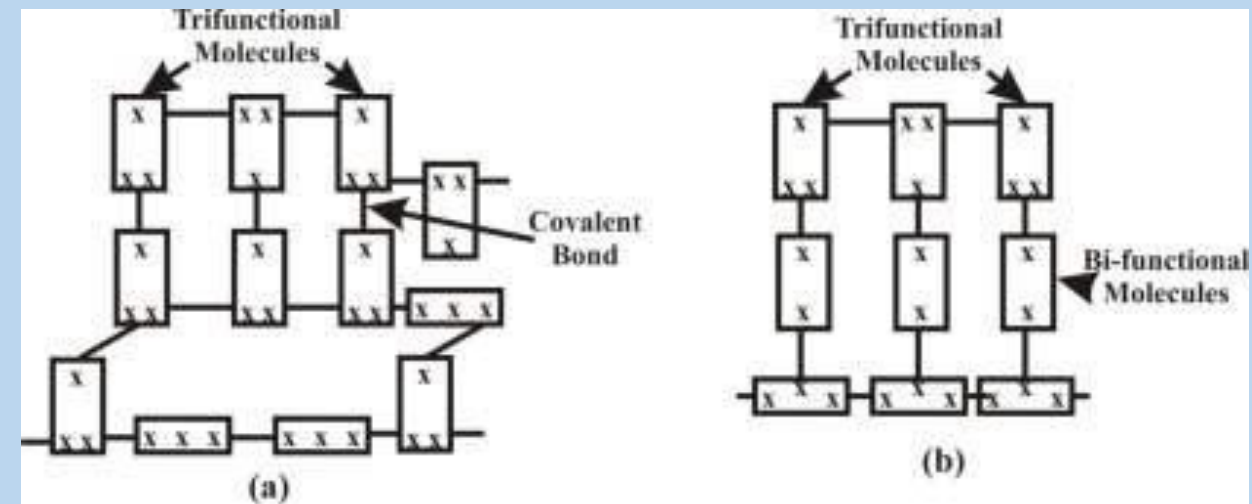 Trifunctional
Molecules
x
x x
x
x x
x
x x
x x
x
x
x
x
Covalent
Bond
x x
x x
x x
x x x
x
x
x x
x x x
x x x
x x
(a)
Trifunctional
Molecules
x
x x
x
x x
x
x x
x
x
x
Bi-functional
Molecules
x
x
x
x x x
x x x
x x x
(b)